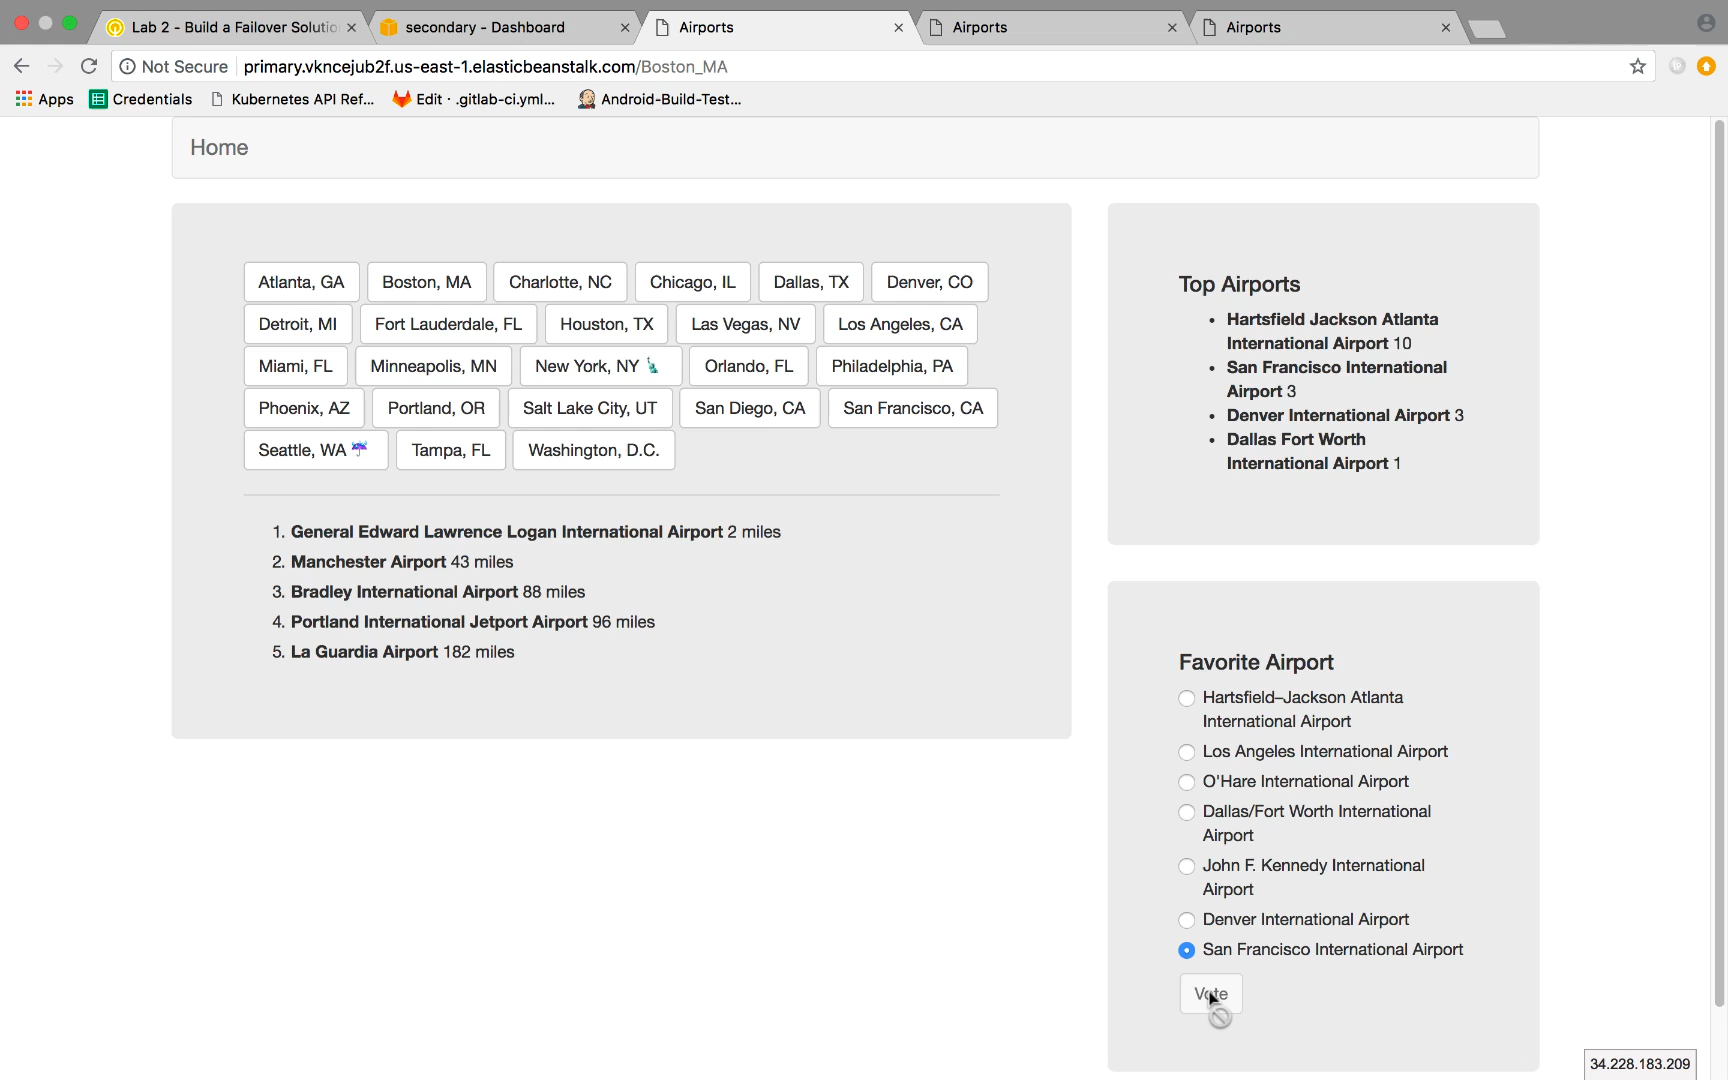 Lab 2 - Build a Failover Solutio
secondary - Dashboard
Airports
Airports
Airports
Not Secure
primary.vkncejub2f.us-east-1.elasticbeanstalk.com/Boston_MA
Apps
Credentials
Kubernetes API Ref...
Edit · .gitlab-ci.yml...
Android-Build-Test...
Home
Atlanta, GA
Boston, MA
Charlotte, NC
Chicago, IL
Dallas, TX
Denver, CO
Detroit, MI
Fort Lauderdale, FL
Houston, TX
Las Vegas, NV
Los Angeles, CA
Miami, FL
Minneapolis, MN
New York, NY 🗽
Orlando, FL
Philadelphia, PA
Phoenix, AZ
Portland, OR
Salt Lake City, UT
San Diego, CA
San Francisco, CA
Seattle, WA ☔
Tampa, FL
Washington, D.C.
1. General Edward Lawrence Logan International Airport 2 miles
2. Manchester Airport 43 miles
3. Bradley International Airport 88 miles
4. Portland International Jetport Airport 96 miles
5. La Guardia Airport 182 miles
Top Airports
• Hartsfield Jackson Atlanta
International Airport 10
• San Francisco International
Airport 3
• Denver International Airport 3
• Dallas Fort Worth
International Airport 1
Favorite Airport
Hartsfield–Jackson Atlanta
International Airport
Los Angeles International Airport
O'Hare International Airport
Dallas/Fort Worth International
Airport
John F. Kennedy International
Airport
Denver International Airport
San Francisco International Airport
Vote
34.228.183.209